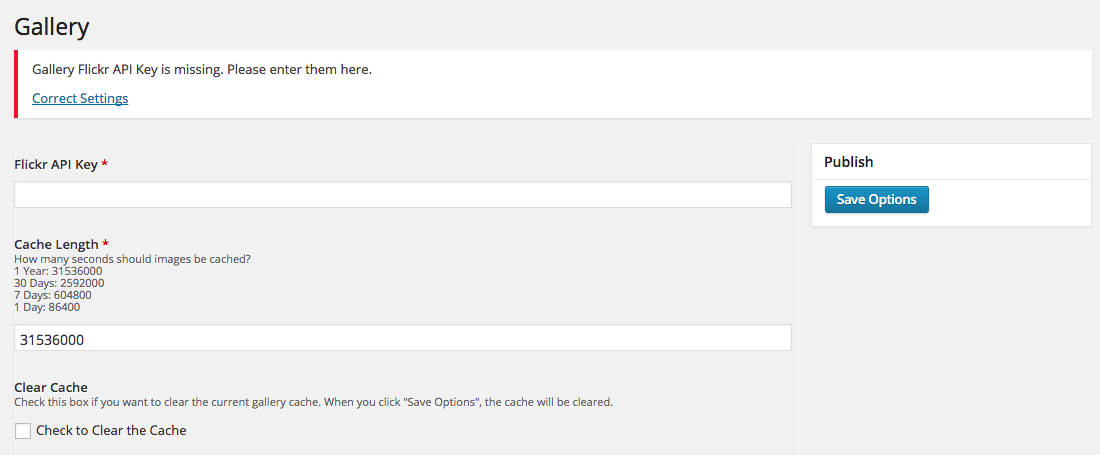 Gallery
Gallery Flickr API Key is missing. Please enter them here.
Correct Settings
Flickr API Key *
Publish
Save Options
Cache Length *
How many seconds should images be cached?
1 Year: 31536000
30 Days: 2592000
7 Days: 604800
1 Day: 86400
31536000
Clear Cache
Check this box if you want to clear the current gallery cache. When you click "Save Options", the cache will be cleared.
Check to Clear the Cache